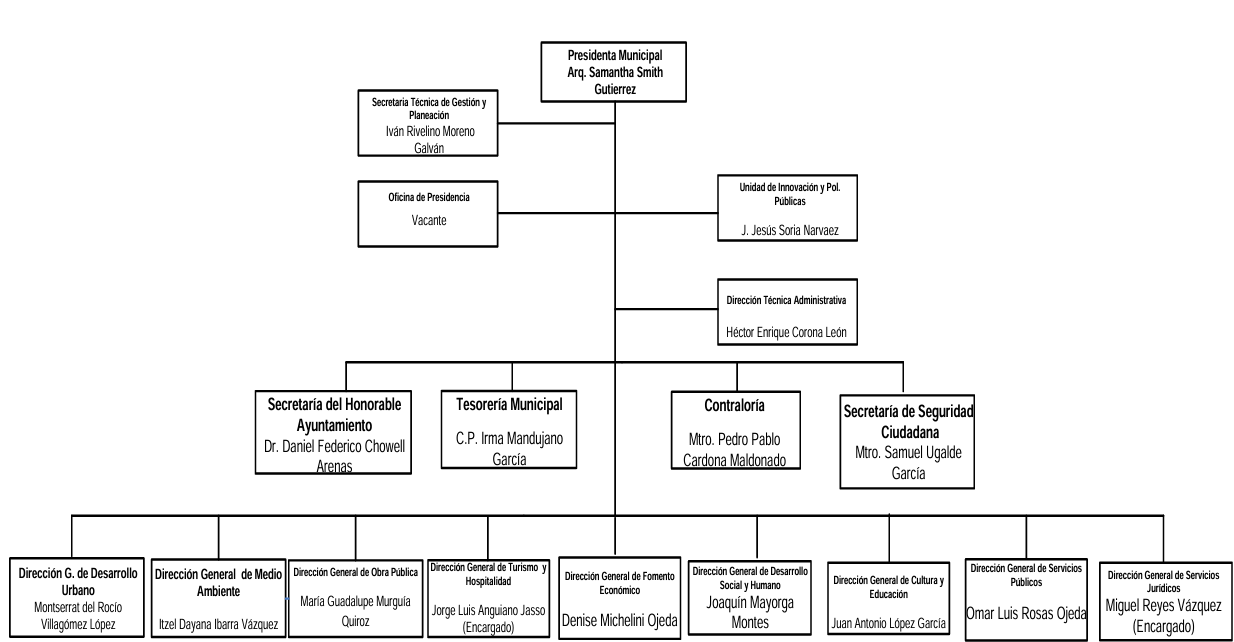 Presidenta Municipal
Arq. Samantha Smith
Gutierrez
Secretaria Técnica de Gestión y
Planeación
Iván Rivelino Moreno
Galván
Oficina de Presidencia
Vacante
Unidad de Innovación y Pol.
Públicas
J. Jesús Soria Narvaez
Dirección Técnica Administrativa
Héctor Enrique Corona León
Secretaría del Honorable
Ayuntamiento
Dr. Daniel Federico Chowell
Arenas
Tesorería Municipal
C.P. Irma Mandujano
García
Contraloría
Mtro. Pedro Pablo
Cardona Maldonado
Secretaría de Seguridad
Ciudadana
Mtro. Samuel Ugalde
García
Dirección G. de Desarrollo
Urbano
Montserrat del Rocío
Villagómez López
Dirección General de Medio
Ambiente
Itzel Dayana Ibarra Vázquez
Dirección General de Obra Pública
María Guadalupe Murguía
Quiroz
Dirección General de Turismo y
Hospitalidad
Jorge Luis Anguiano Jasso
(Encargado)
Dirección General de Fomento
Económico
Denise Michelini Ojeda
Dirección General de Desarrollo
Social y Humano
Joaquín Mayorga
Montes
Dirección General de Cultura y
Educación
Juan Antonio López García
Dirección General de Servicios
Públicos
Omar Luis Rosas Ojeda
Dirección General de Servicios
Jurídicos
Miguel Reyes Vázquez
(Encargado)